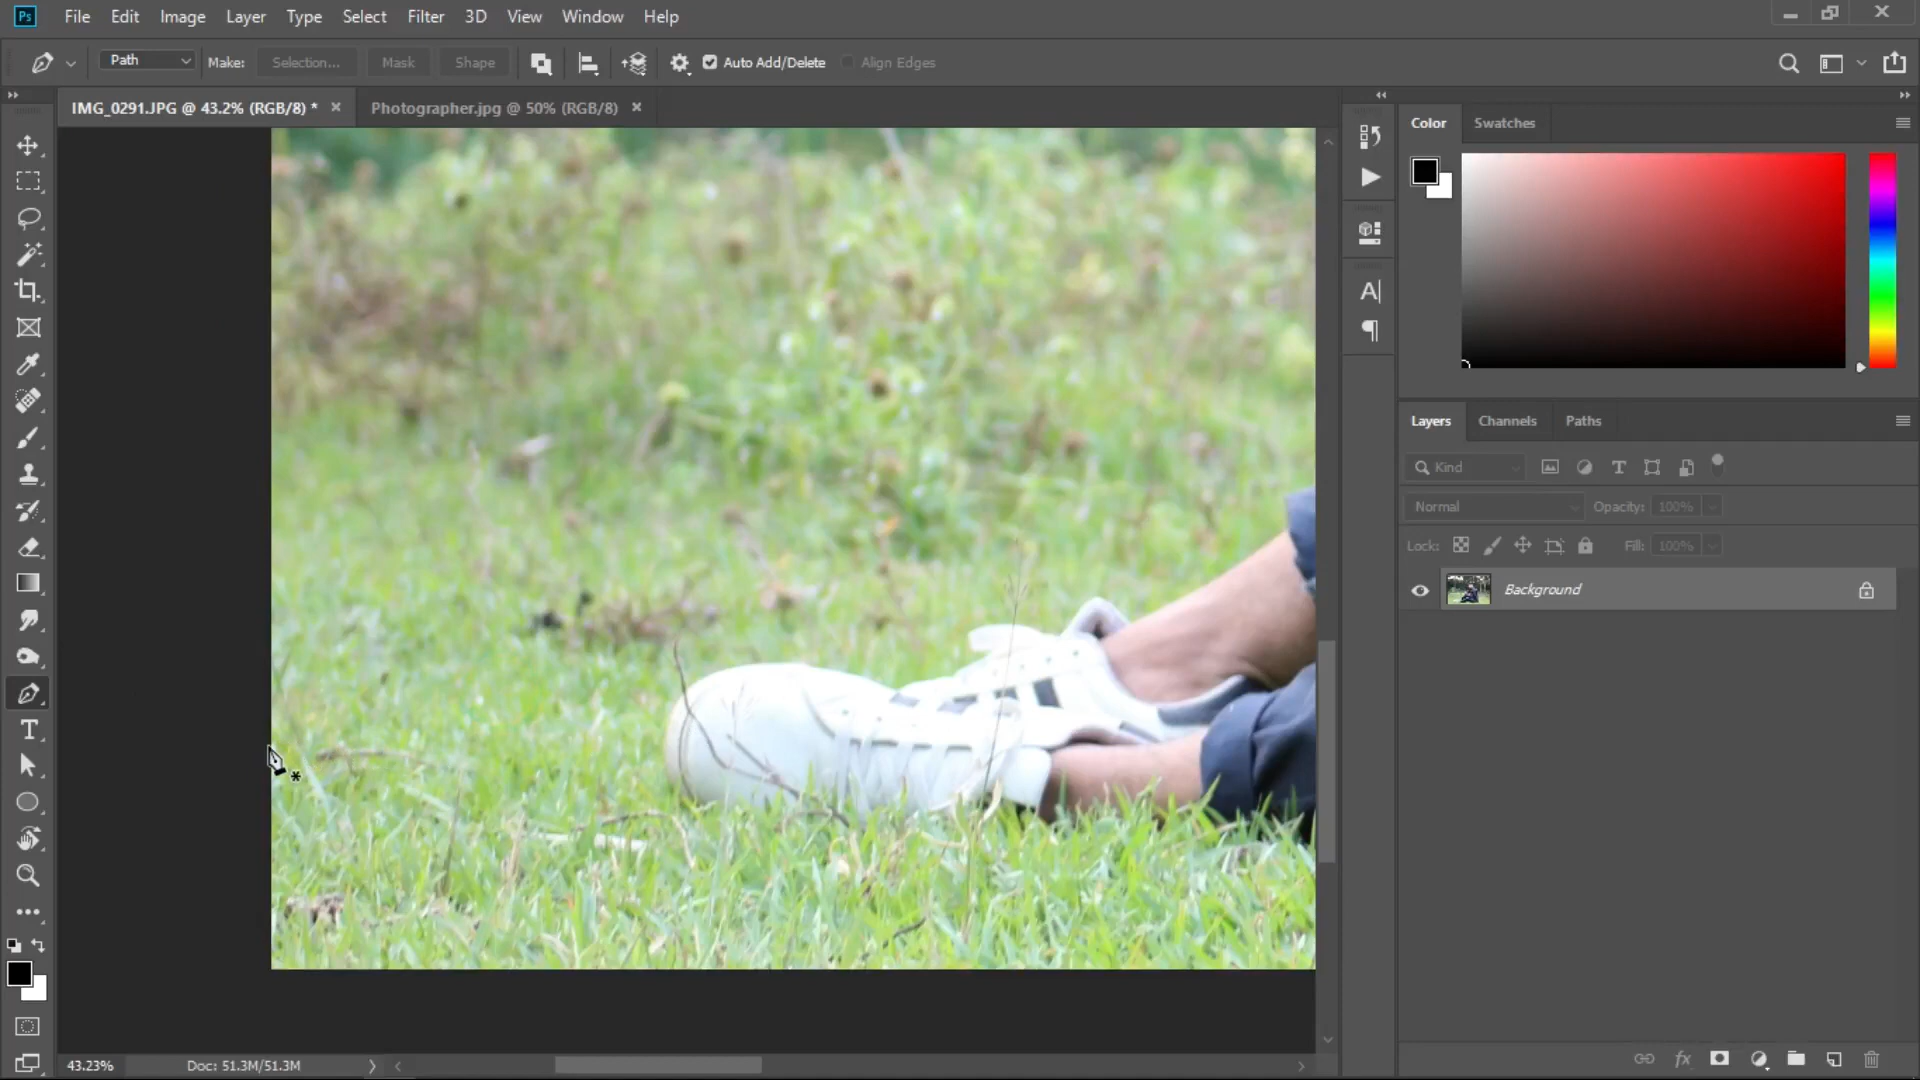 Ps File Edit Image Layer Type Select Filter 3D View Window Help
Path Make: Selection... Mask Shape Auto Add/Delete Align Edges
IMG_0291.JPG @ 43.2% (RGB/8) * Photographer.jpg @ 50% (RGB/8)
Color Swatches
Layers Channels Paths
Kind
Normal Opacity: 100%
Lock: Fill: 100%
Background
fx
43.23% Doc: 51.3M/51.3M